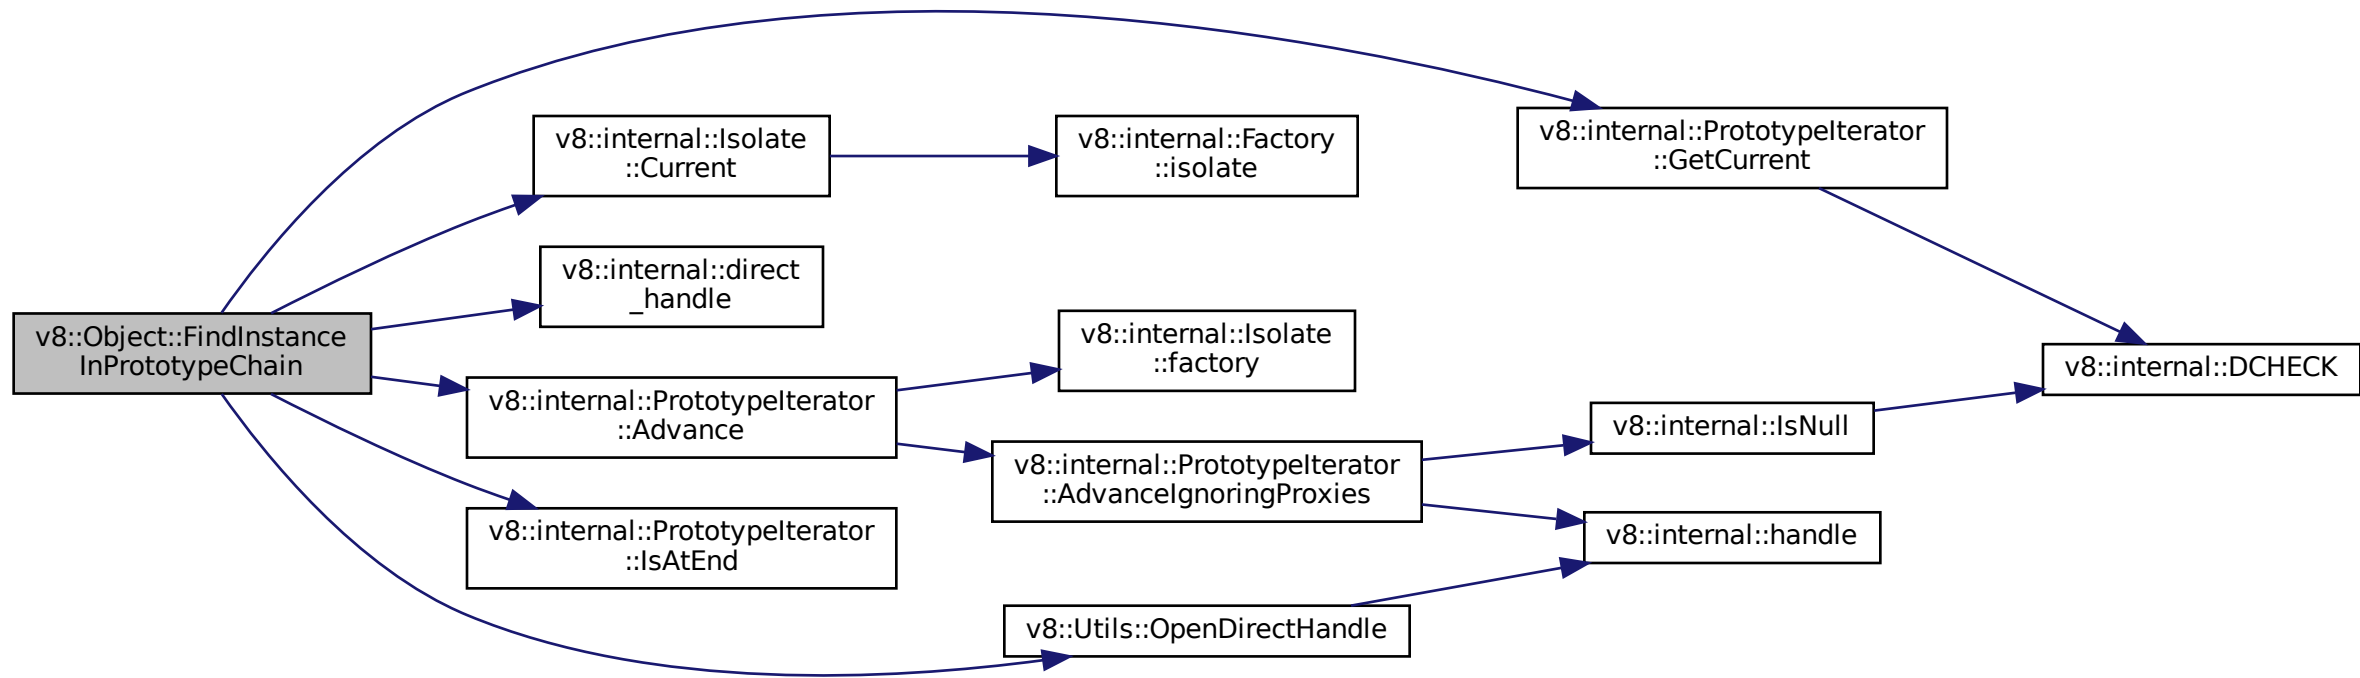 v8::Object::FindInstance
InPrototypeChain
v8::internal::Isolate
::Current
v8::internal::Factory
::isolate
v8::internal::PrototypeIterator
::GetCurrent
v8::internal::direct
_handle
v8::internal::PrototypeIterator
::Advance
v8::internal::Isolate
::factory
v8::internal::PrototypeIterator
::AdvanceIgnoringProxies
v8::internal::IsNull
v8::internal::DCHECK
v8::internal::handle
v8::internal::PrototypeIterator
::IsAtEnd
v8::Utils::OpenDirectHandle